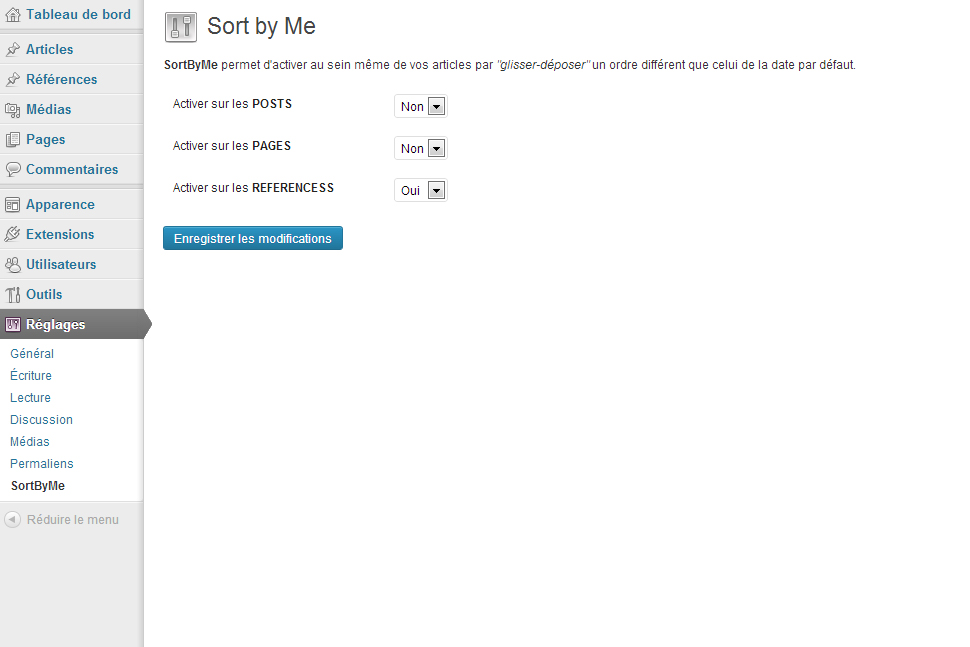 Tableau de bord
Articles
Références
Médias
Pages
Commentaires
Apparence
Extensions
Utilisateurs
Outils
Réglages
Général
Écriture
Lecture
Discussion
Médias
Permaliens
SortByMe
Réduire le menu
Sort by Me
SortByMe permet d'activer au sein même de vos articles par "glisser-déposer" un ordre différent que celui de la date par défaut.
Activer sur les POSTS Non
Activer sur les PAGES Non
Activer sur les REFERENCESS Oui
Enregistrer les modifications